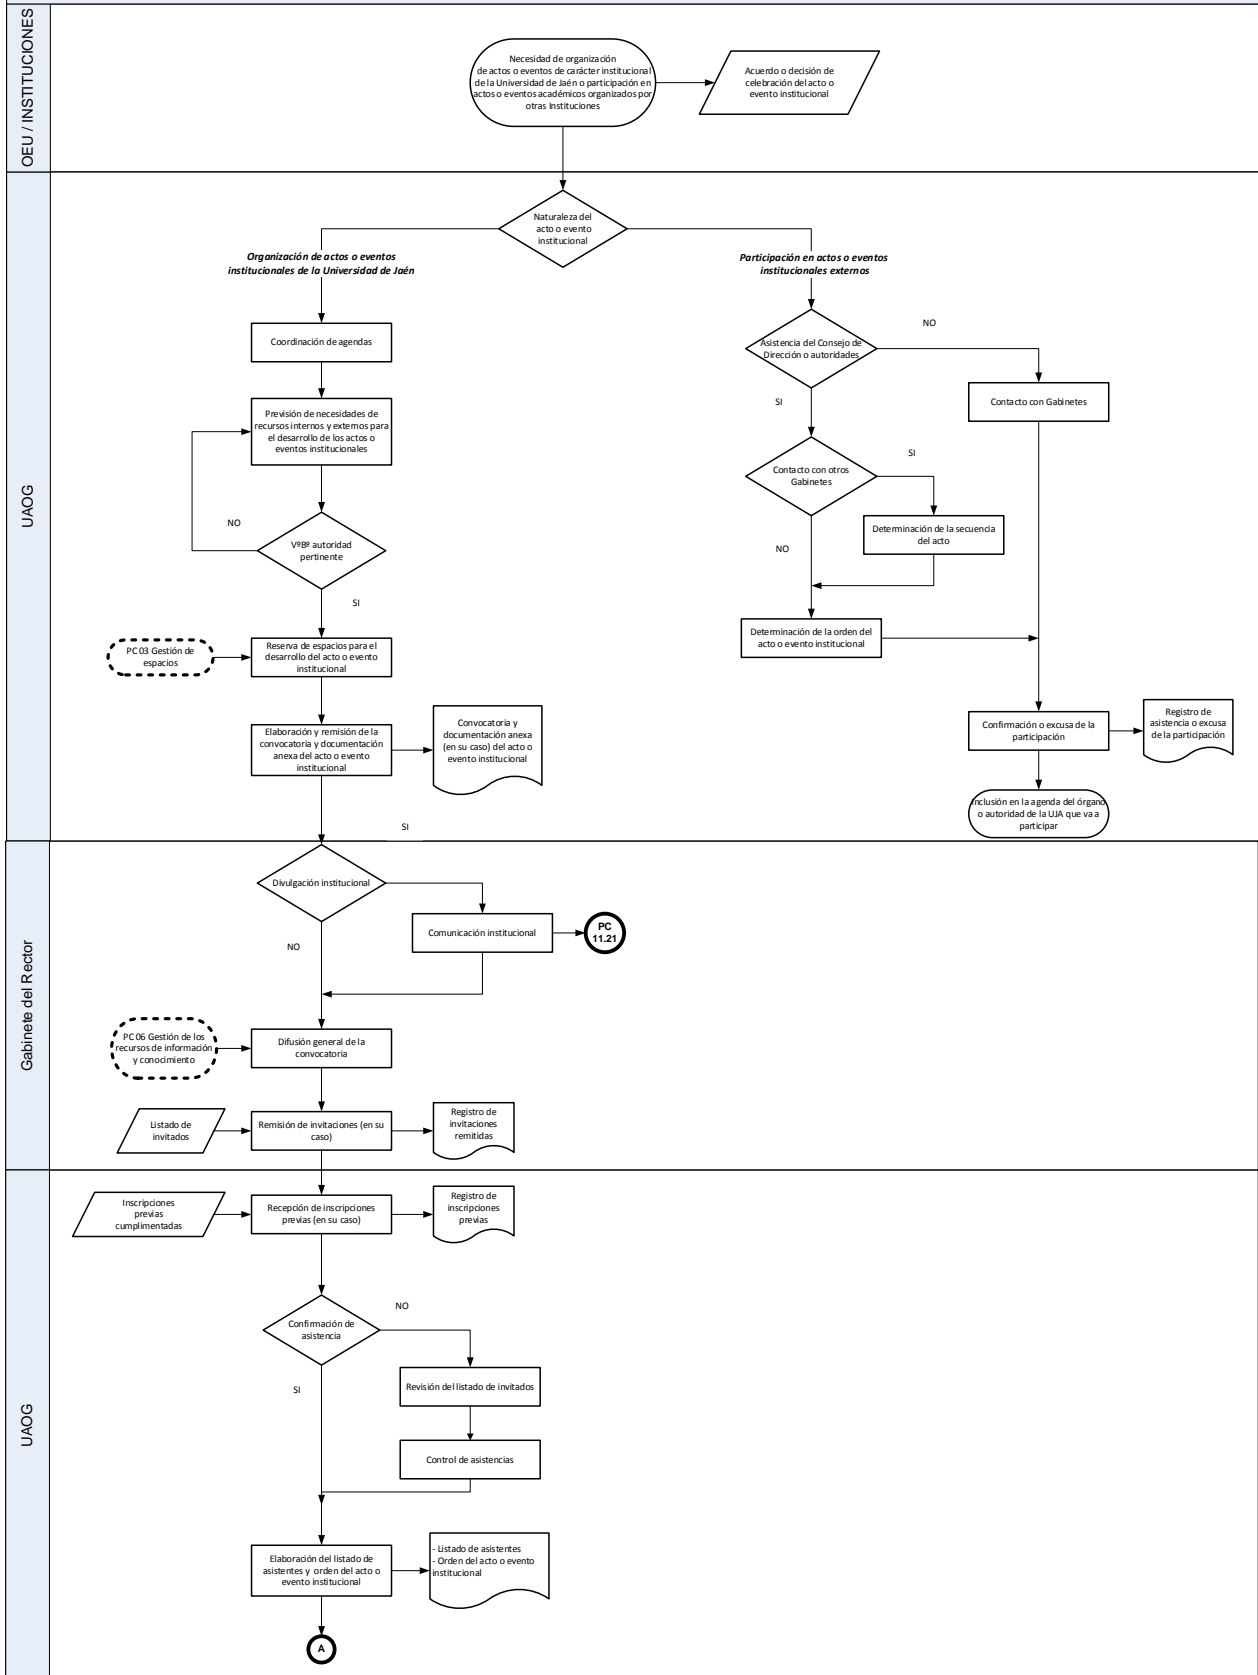 OEU / INSTITUCIONES
Necesidad de organización
de actos o eventos de carácter institucional
de la Universidad de Jaén o participación en
actos o eventos académicos organizados por
otras Instituciones
Acuerdo o decisión de
celebración del acto o
evento institucional
UAOG
Naturaleza del
acto o evento
institucional
Organización de actos o eventos
institucionales de la Universidad de Jaén
Participación en actos o eventos
institucionales externos
Coordinación de agendas
Asistencia del Consejo de
Dirección o autoridades
NO
SI
Contacto con Gabinetes
Previsión de necesidades de
recursos internos y externos para
el desarrollo de los actos o
eventos institucionales
Contacto con otros
Gabinetes
SI
NO
Determinación de la secuencia
del acto
VºBº autoridad
pertinente
NO
SI
Determinación de la orden del
acto o evento institucional
PC 03 Gestión de
espacios
Reserva de espacios para el
desarrollo del acto o evento
institucional
Elaboración y remisión de la
convocatoria y documentación
anexa del acto o evento
institucional
Convocatoria y
documentación anexa
(en su caso) del acto o
evento institucional
Confirmación o excusa de la
participación
Registro de
asistencia o excusa
de la participación
Inclusión en la agenda del órgano
o autoridad de la UJA que va a
participar
SI
Gabinete del Rector
Divulgación institucional
NO
Comunicación institucional
PC
11.21
PC 06 Gestión de los
recursos de información
y conocimiento
Difusión general de la
convocatoria
Listado de
invitados
Remisión de invitaciones (en su
caso)
Registro de
invitaciones
remitidas
UAOG
Inscripciones
previas
cumplimentadas
Recepción de inscripciones
previas (en su caso)
Registro de
inscripciones
previas
Confirmación de
asistencia
NO
SI
Revisión del listado de invitados
Control de asistencias
Elaboración del listado de
asistentes y orden del acto o
evento institucional
- Listado de asistentes
- Orden del acto o evento
institucional
A